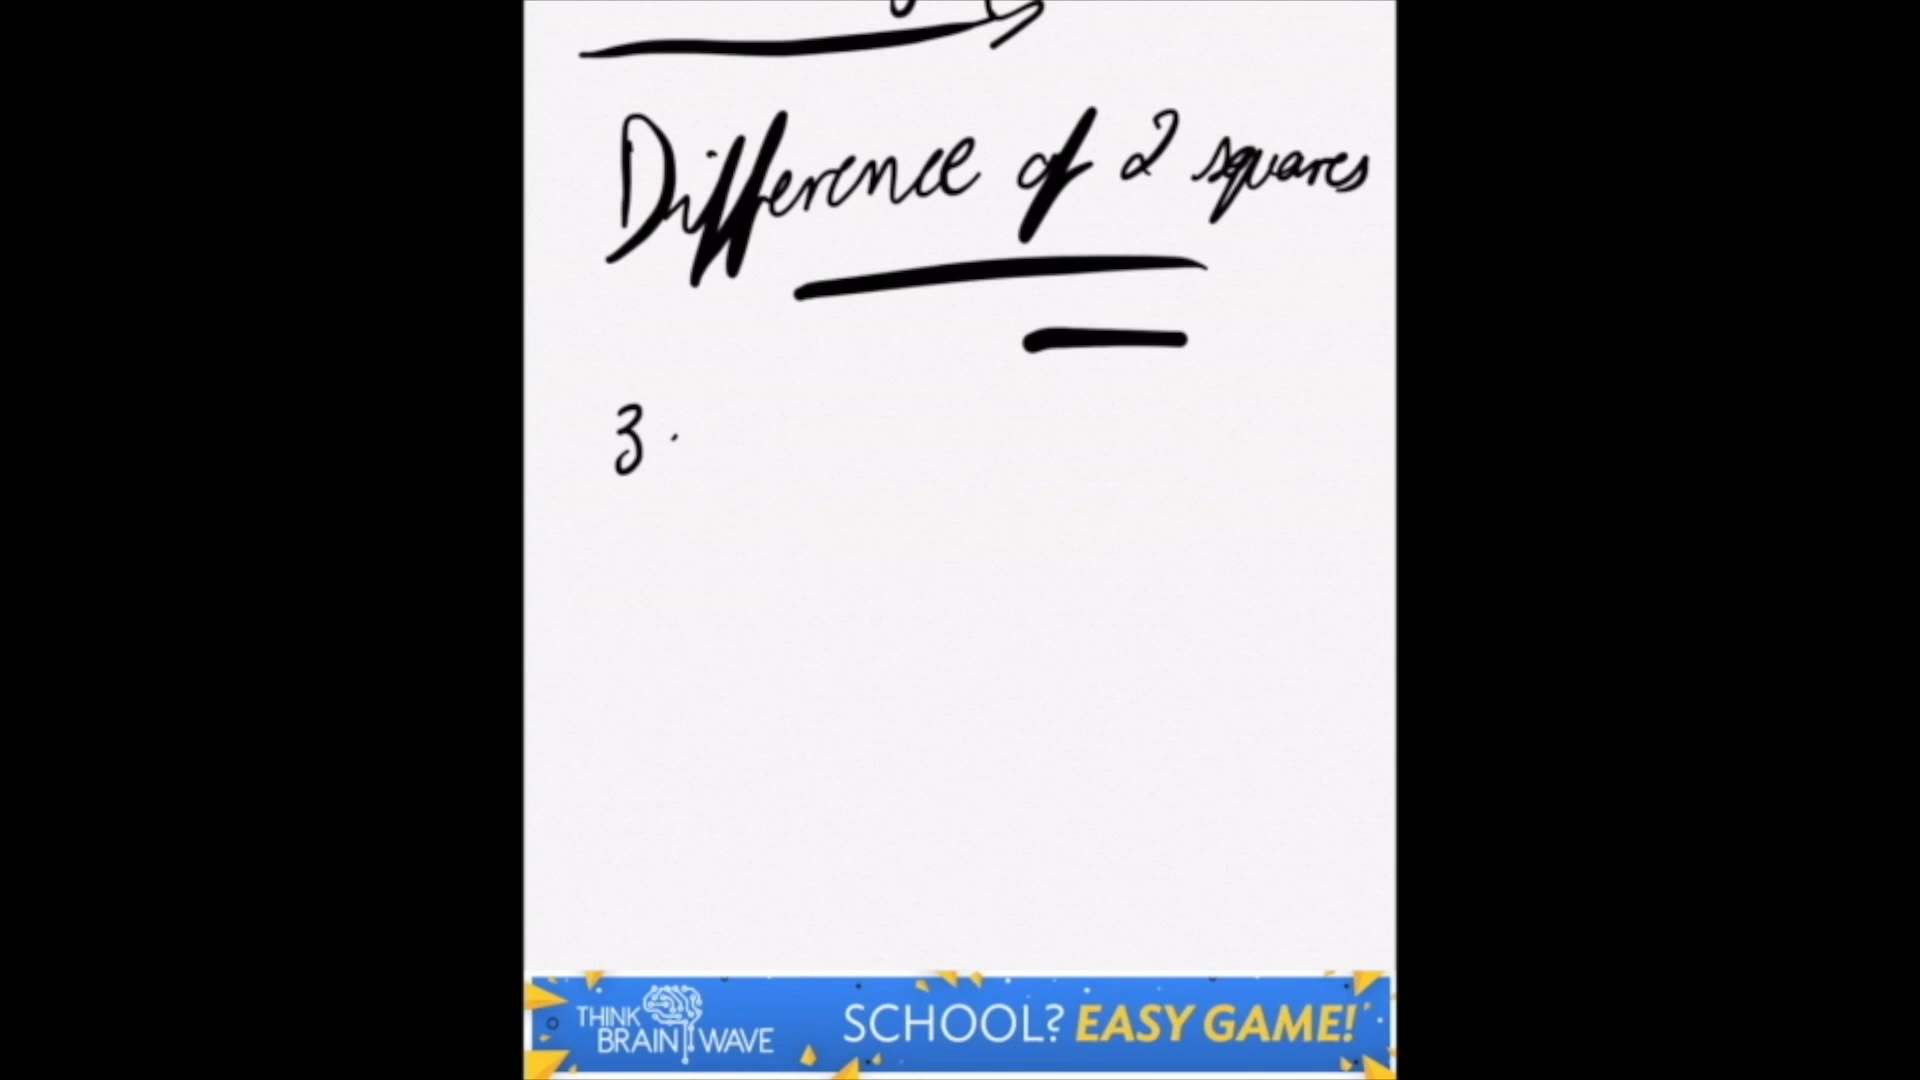 Difference of 2 squares
3.
THINK
BRAIN WAVE
SCHOOL? EASY GAME!